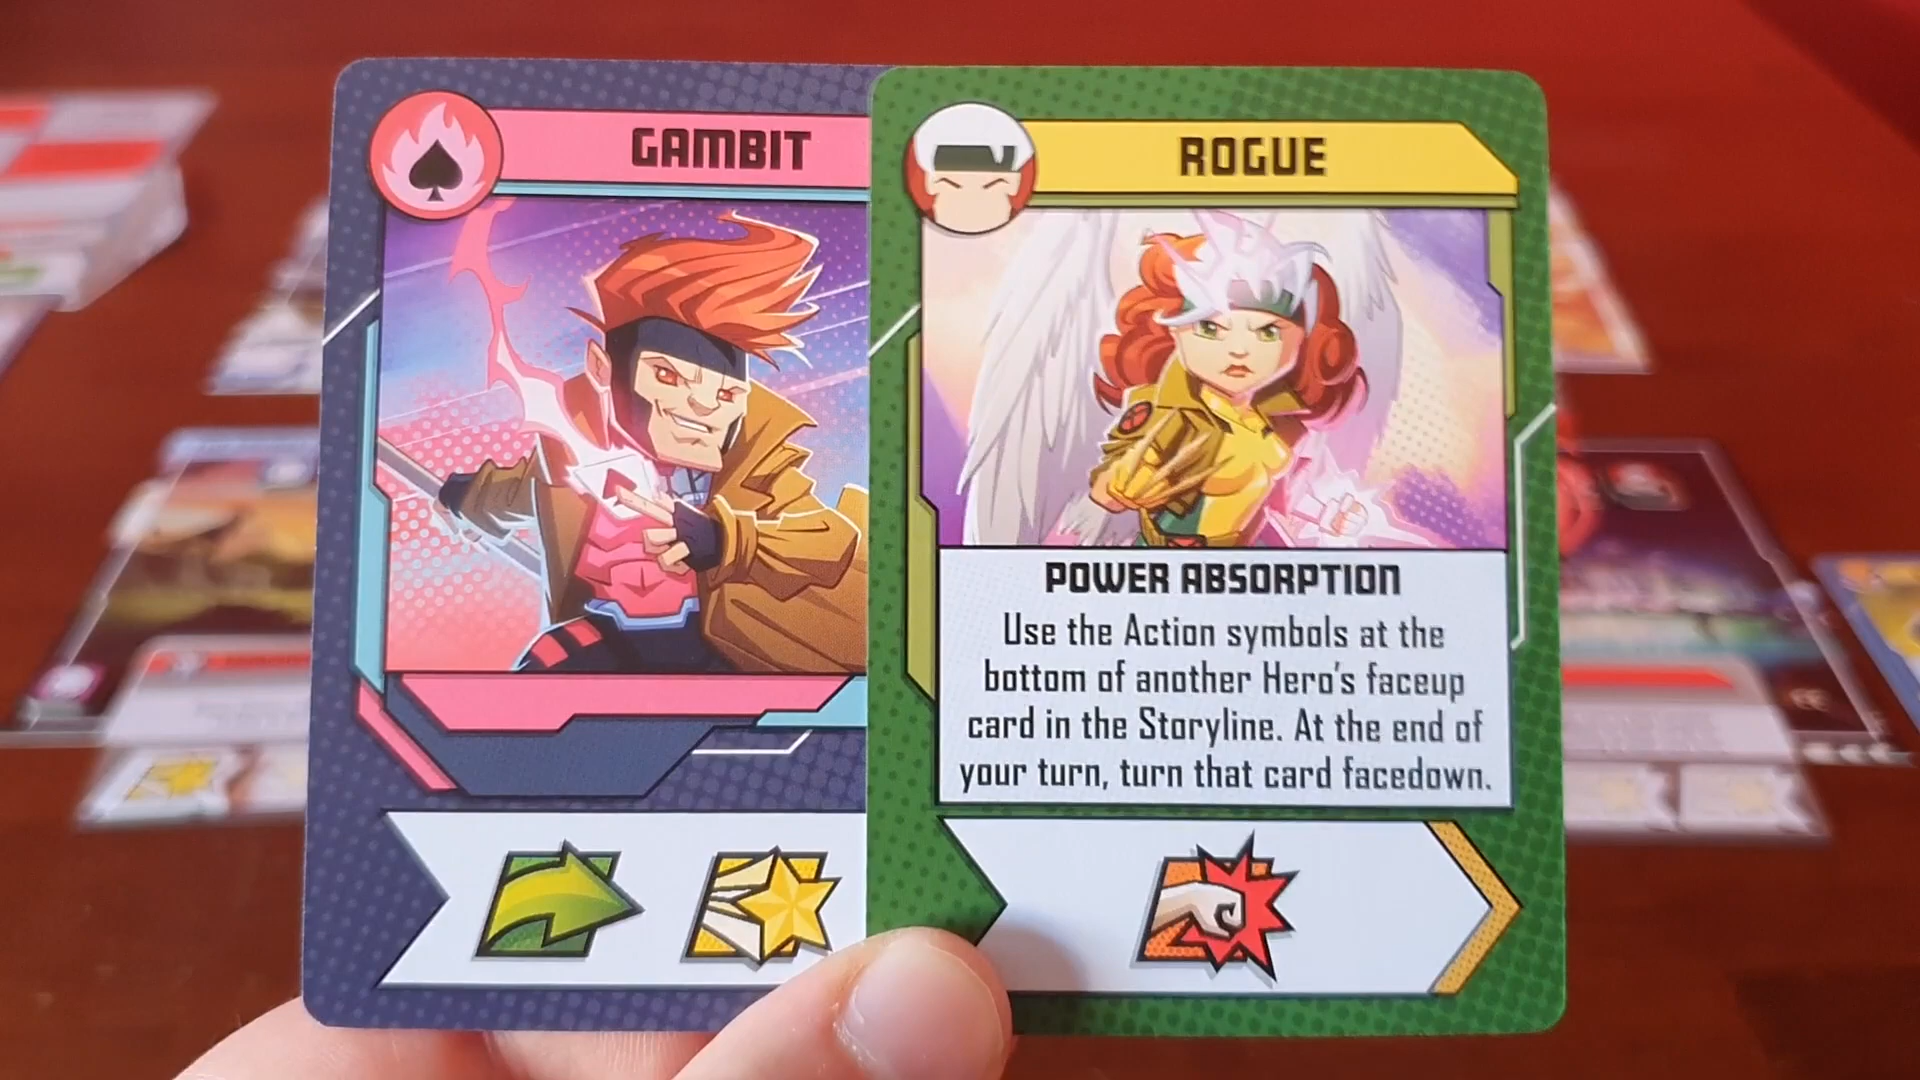 GAMBIT
ROGUE
POWER ABSORPTION
Use the Action symbols at the
bottom of another Hero's faceup
card in the Storyline. At the end of
your turn, turn that card facedown.